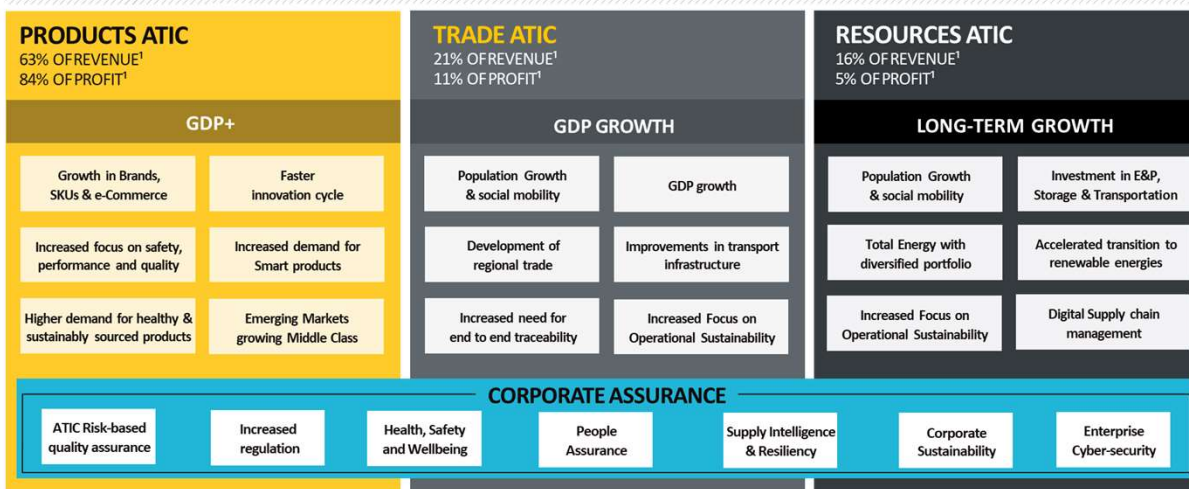 PRODUCTS ATIC
63% OF REVENUE¹
84% OF PROFIT¹
GDP+
Growth in Brands,
SKUs & e-Commerce
Faster
innovation cycle
Increased focus on safety,
performance and quality
Increased demand for
Smart products
Higher demand for healthy &
sustainably sourced products
Emerging Markets
growing Middle Class
TRADE ATIC
21% OF REVENUE¹
11% OF PROFIT¹
GDP GROWTH
Population Growth
& social mobility
GDP growth
Development of
regional trade
Improvements in transport
infrastructure
Increased need for
end to end traceability
Increased Focus on
Operational Sustainability
RESOURCES ATIC
16% OF REVENUE¹
5% OF PROFIT¹
LONG-TERM GROWTH
Population Growth
& social mobility
Investment in E&P,
Storage & Transportation
Total Energy with
diversified portfolio
Accelerated transition to
renewable energies
Increased Focus on
Operational Sustainability
Digital Supply chain
management
CORPORATE ASSURANCE
ATIC Risk-based
quality assurance
Increased
regulation
Health, Safety
and Wellbeing
People
Assurance
Supply Intelligence
& Resiliency
Corporate
Sustainability
Enterprise
Cyber-security